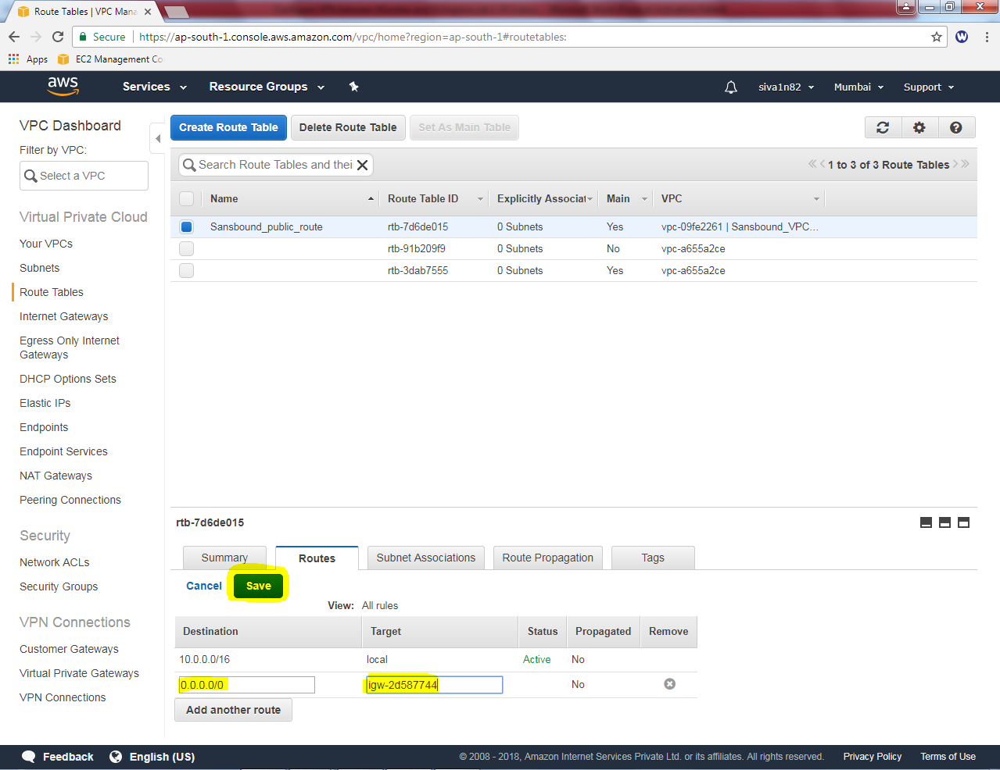 Route Tables | VPC Mana
Secure https://ap-south-1.console.aws.amazon.com/vpc/home?region=ap-south-1#routetables:
W
Apps EC2 Management Co
aws Services Resource Groups siva1n82 Mumbai Support
VPC Dashboard
Filter by VPC:
Select a VPC
Virtual Private Cloud
Your VPCs
Subnets
Route Tables
Internet Gateways
Egress Only Internet
Gateways
DHCP Options Sets
Elastic IPs
Endpoints
Endpoint Services
NAT Gateways
Peering Connections
Security
Network ACLs
Security Groups
VPN Connections
Customer Gateways
Virtual Private Gateways
VPN Connections
Create Route Table Delete Route Table Set As Main Table
Search Route Tables and thei 1 to 3 of 3 Route Tables
Name Route Table ID Explicitly Associat Main VPC
Sansbound_public_route rtb-7d6de015 0 Subnets Yes vpc-09fe2261 | Sansbound_VPC...
rtb-91b209f9 0 Subnets No vpc-a655a2ce
rtb-3dab7555 0 Subnets Yes vpc-a655a2ce
rtb-7d6de015
Summary Routes Subnet Associations Route Propagation Tags
Cancel Save
View: All rules
Destination Target Status Propagated Remove
10.0.0.0/16 local Active No
0.0.0.0/0 igw-2d587744 No
Add another route
Feedback English (US) © 2008 - 2018, Amazon Internet Services Private Ltd. or its affiliates. All rights reserved. Privacy Policy Terms of Use